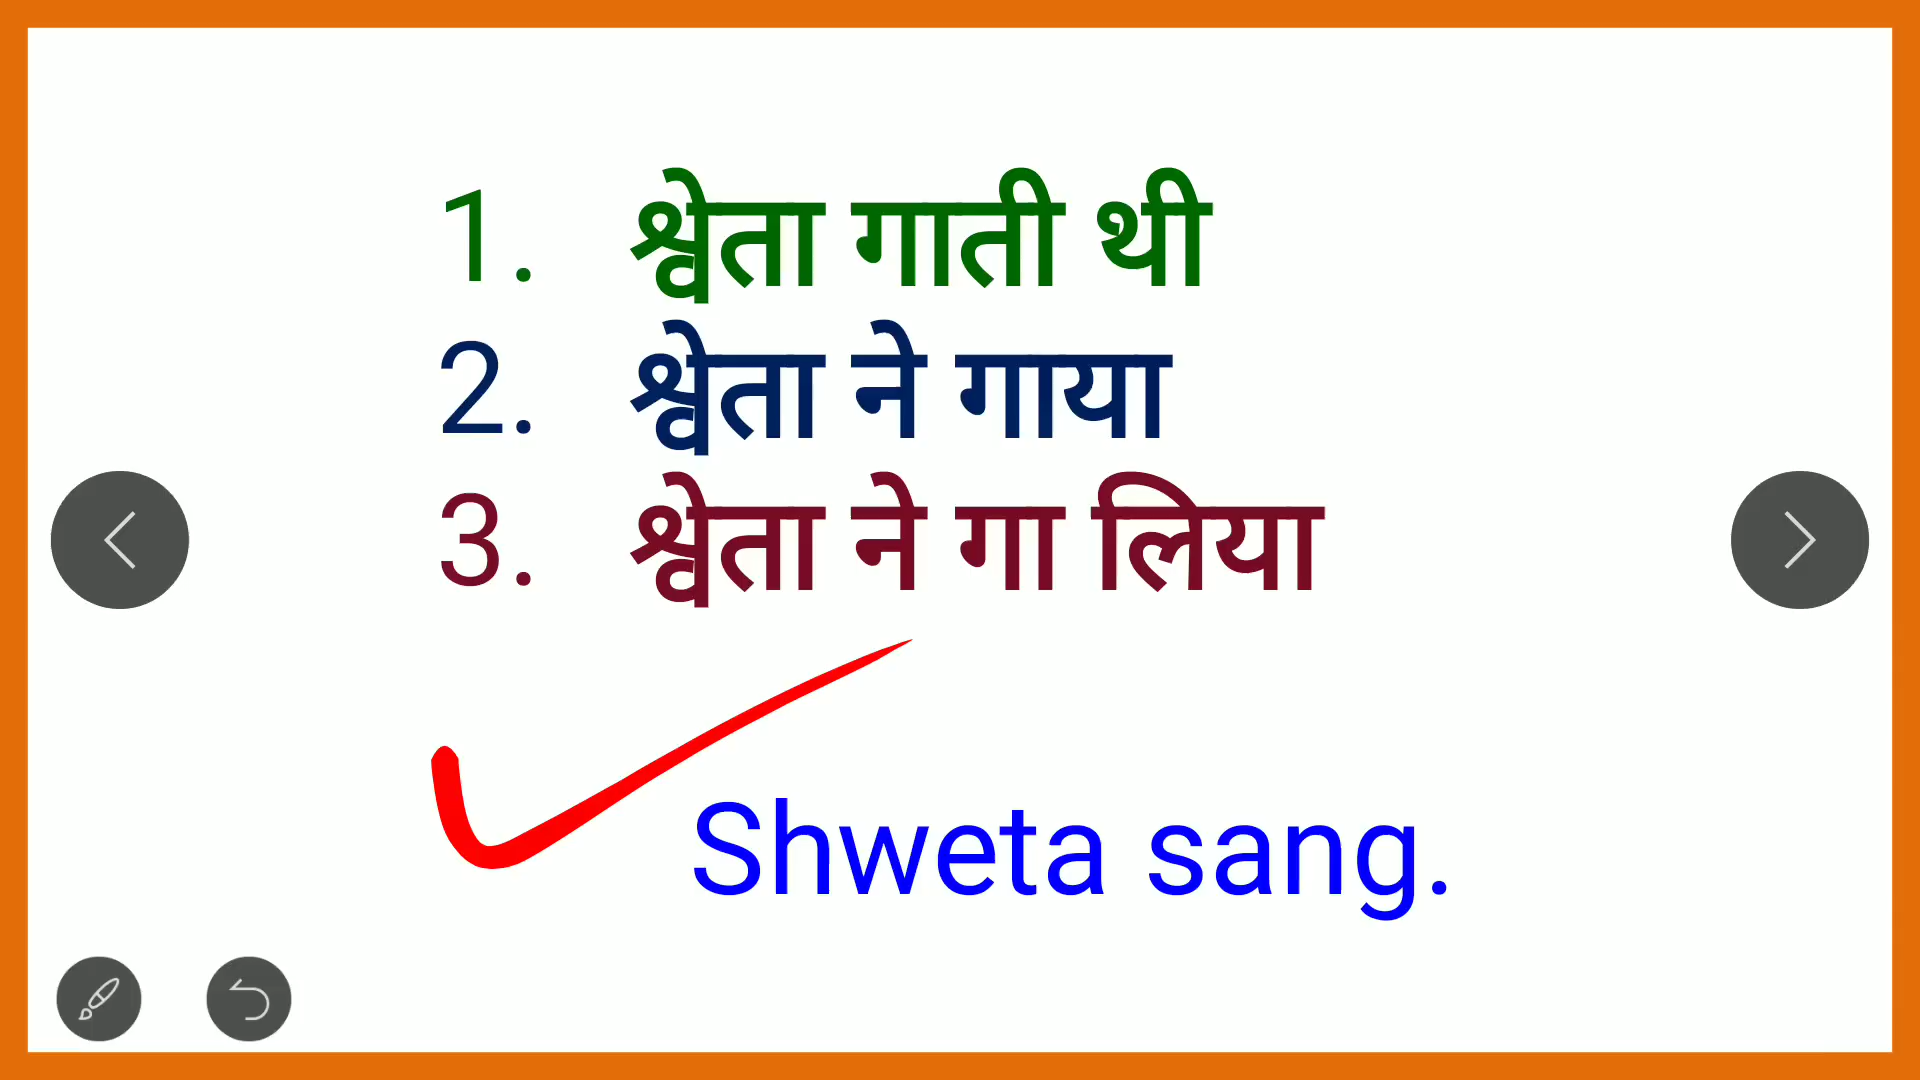 1. श्वेता गाती थी
2. श्वेता ने गाया
3. श्वेता ने गा लिया
Shweta sang.